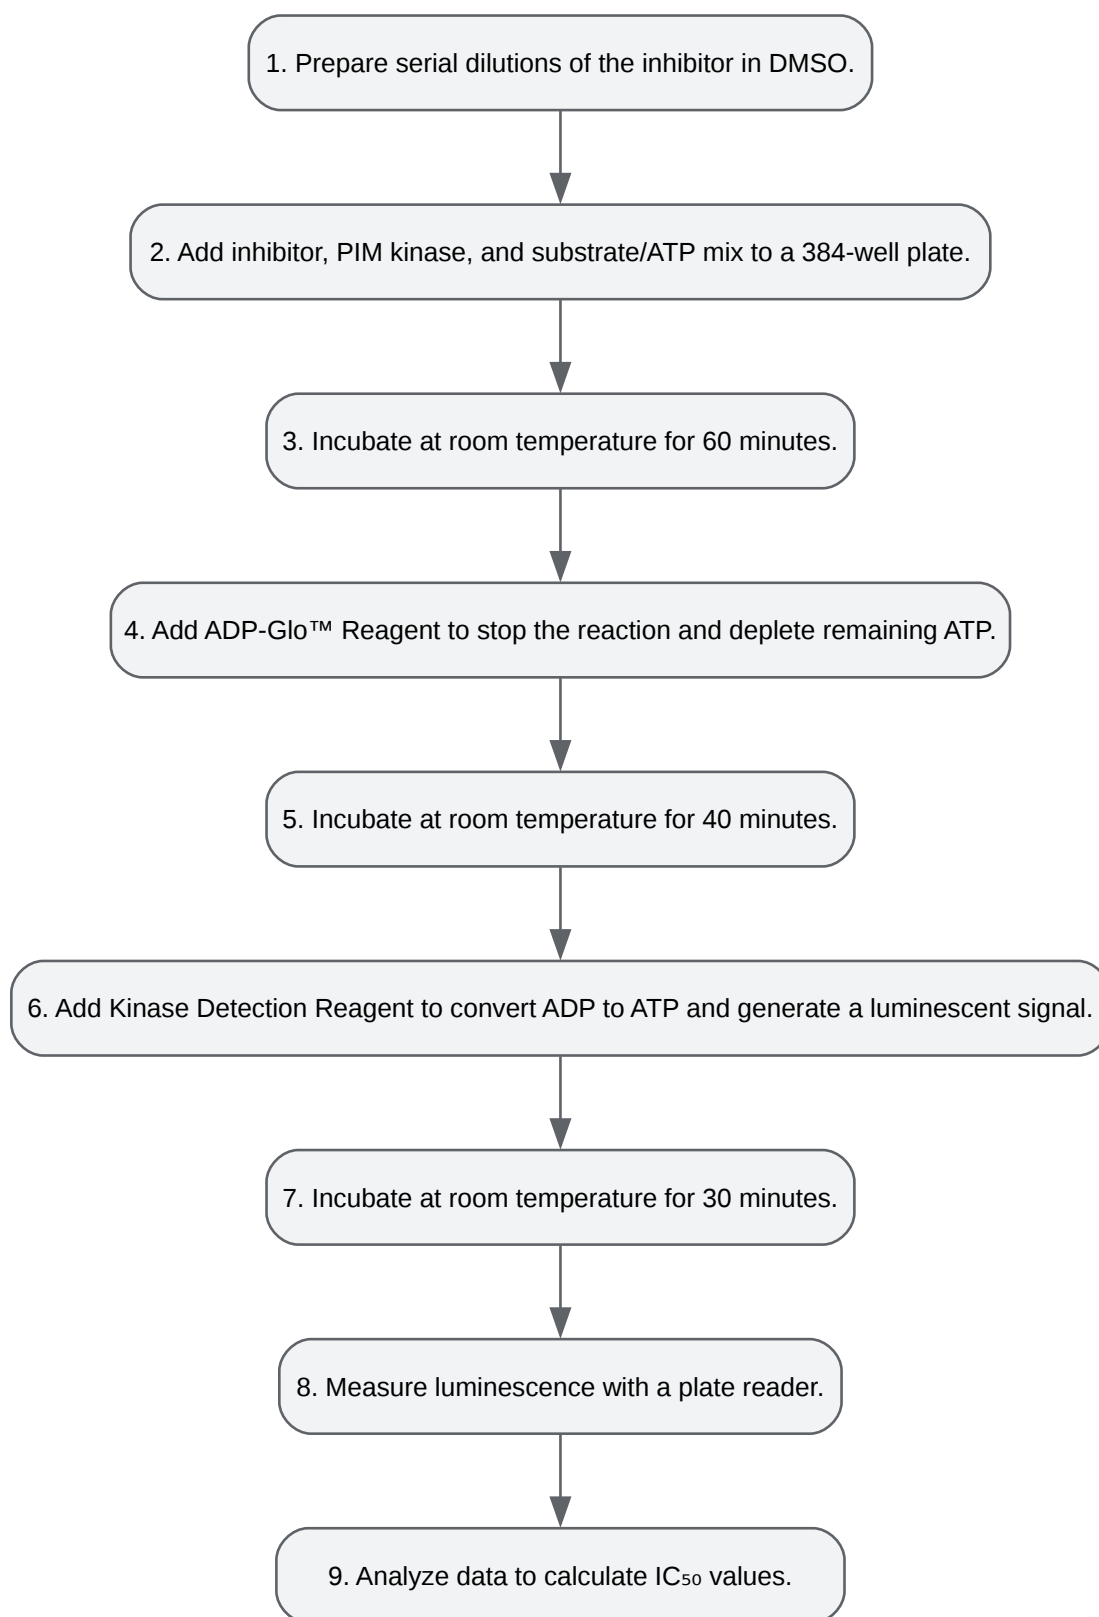 1. Prepare serial dilutions of the inhibitor in DMSO.
2. Add inhibitor, PIM kinase, and substrate/ATP mix to a 384-well plate.
3. Incubate at room temperature for 60 minutes.
4. Add ADP-Glo™ Reagent to stop the reaction and deplete remaining ATP.
5. Incubate at room temperature for 40 minutes.
6. Add Kinase Detection Reagent to convert ADP to ATP and generate a luminescent signal.
7. Incubate at room temperature for 30 minutes.
8. Measure luminescence with a plate reader.
9. Analyze data to calculate IC₅₀ values.